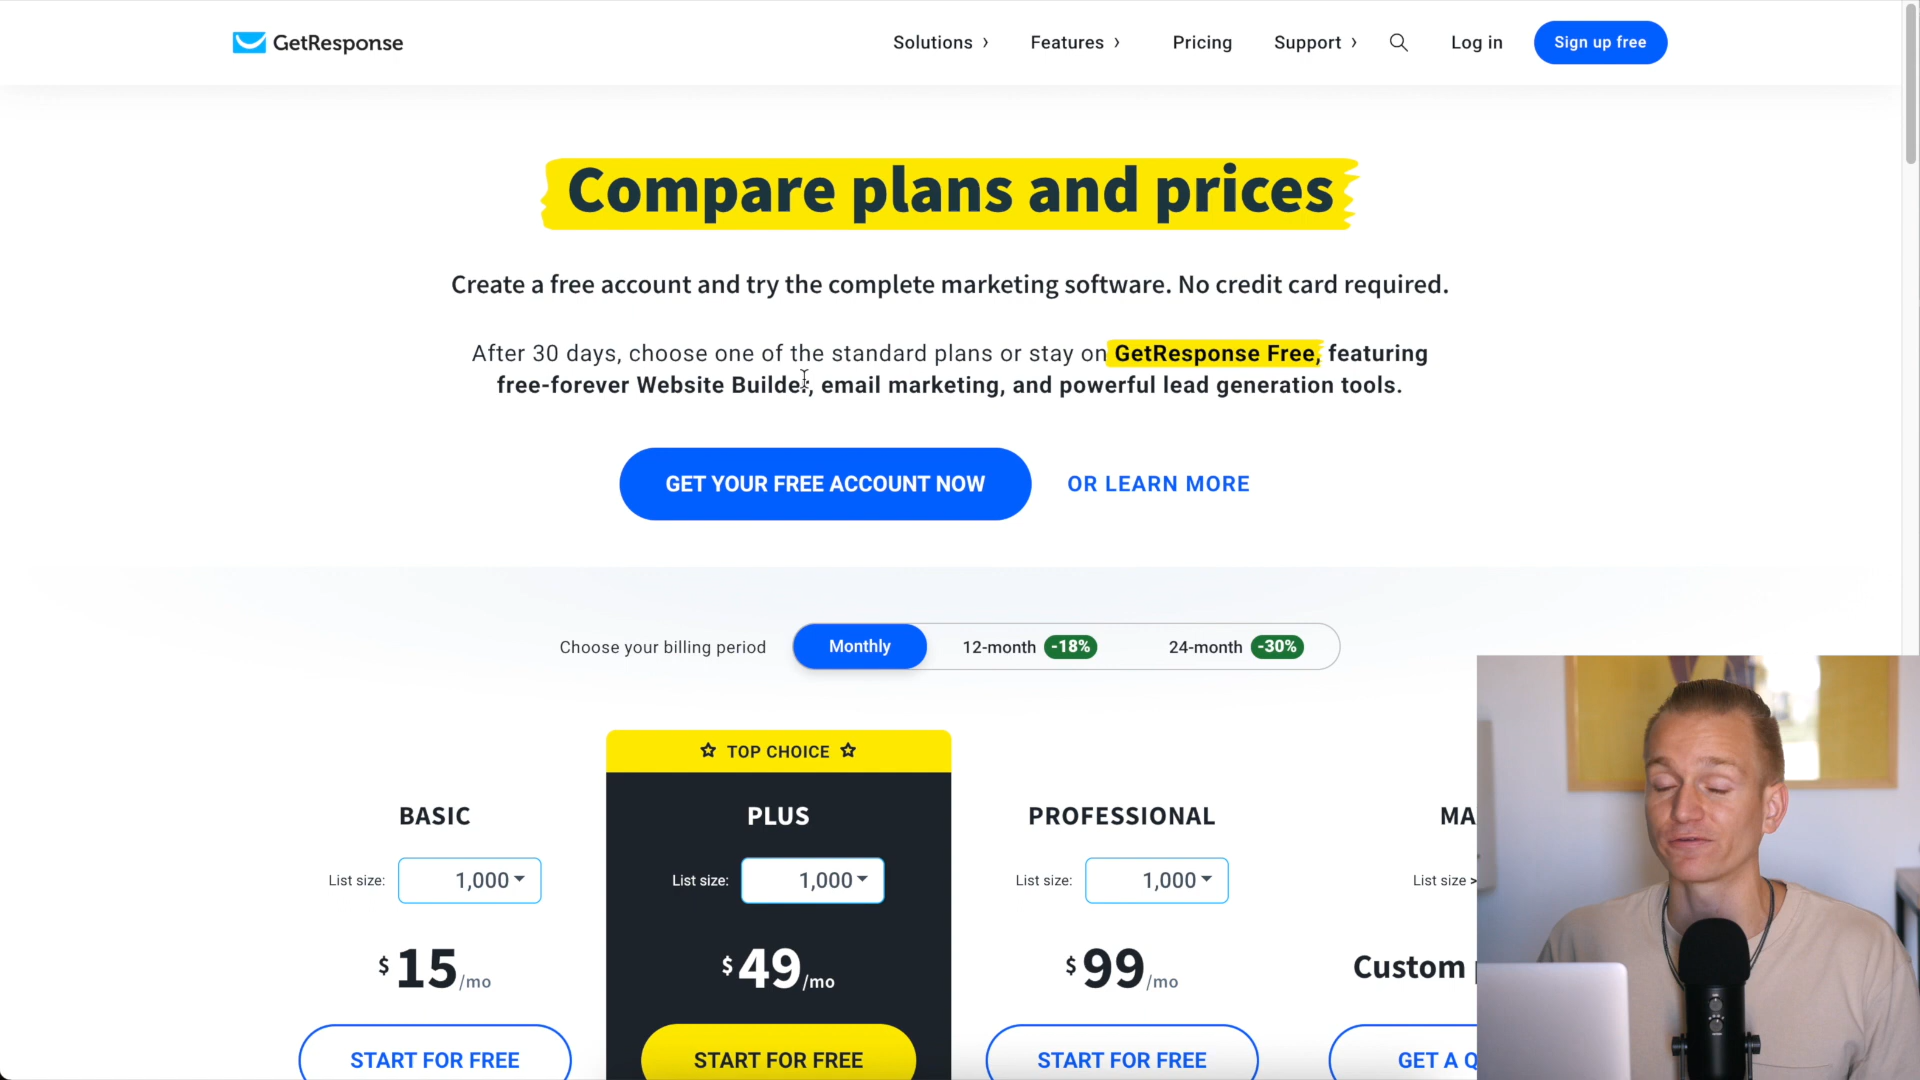 GetResponse
Solutions
Features
Pricing
Support
Log in
Sign up free
Compare plans and prices
Create a free account and try the complete marketing software. No credit card required.
After 30 days, choose one of the standard plans or stay on GetResponse Free, featuring
free-forever Website Builder, email marketing, and powerful lead generation tools.
GET YOUR FREE ACCOUNT NOW
OR LEARN MORE
Choose your billing period
Monthly
12-month -18%
24-month -30%
TOP CHOICE
BASIC
List size: 1,000
$15/mo
START FOR FREE
PLUS
List size: 1,000
$49/mo
START FOR FREE
PROFESSIONAL
List size: 1,000
$99/mo
START FOR FREE
MA
List size >
Custom
GET A Q